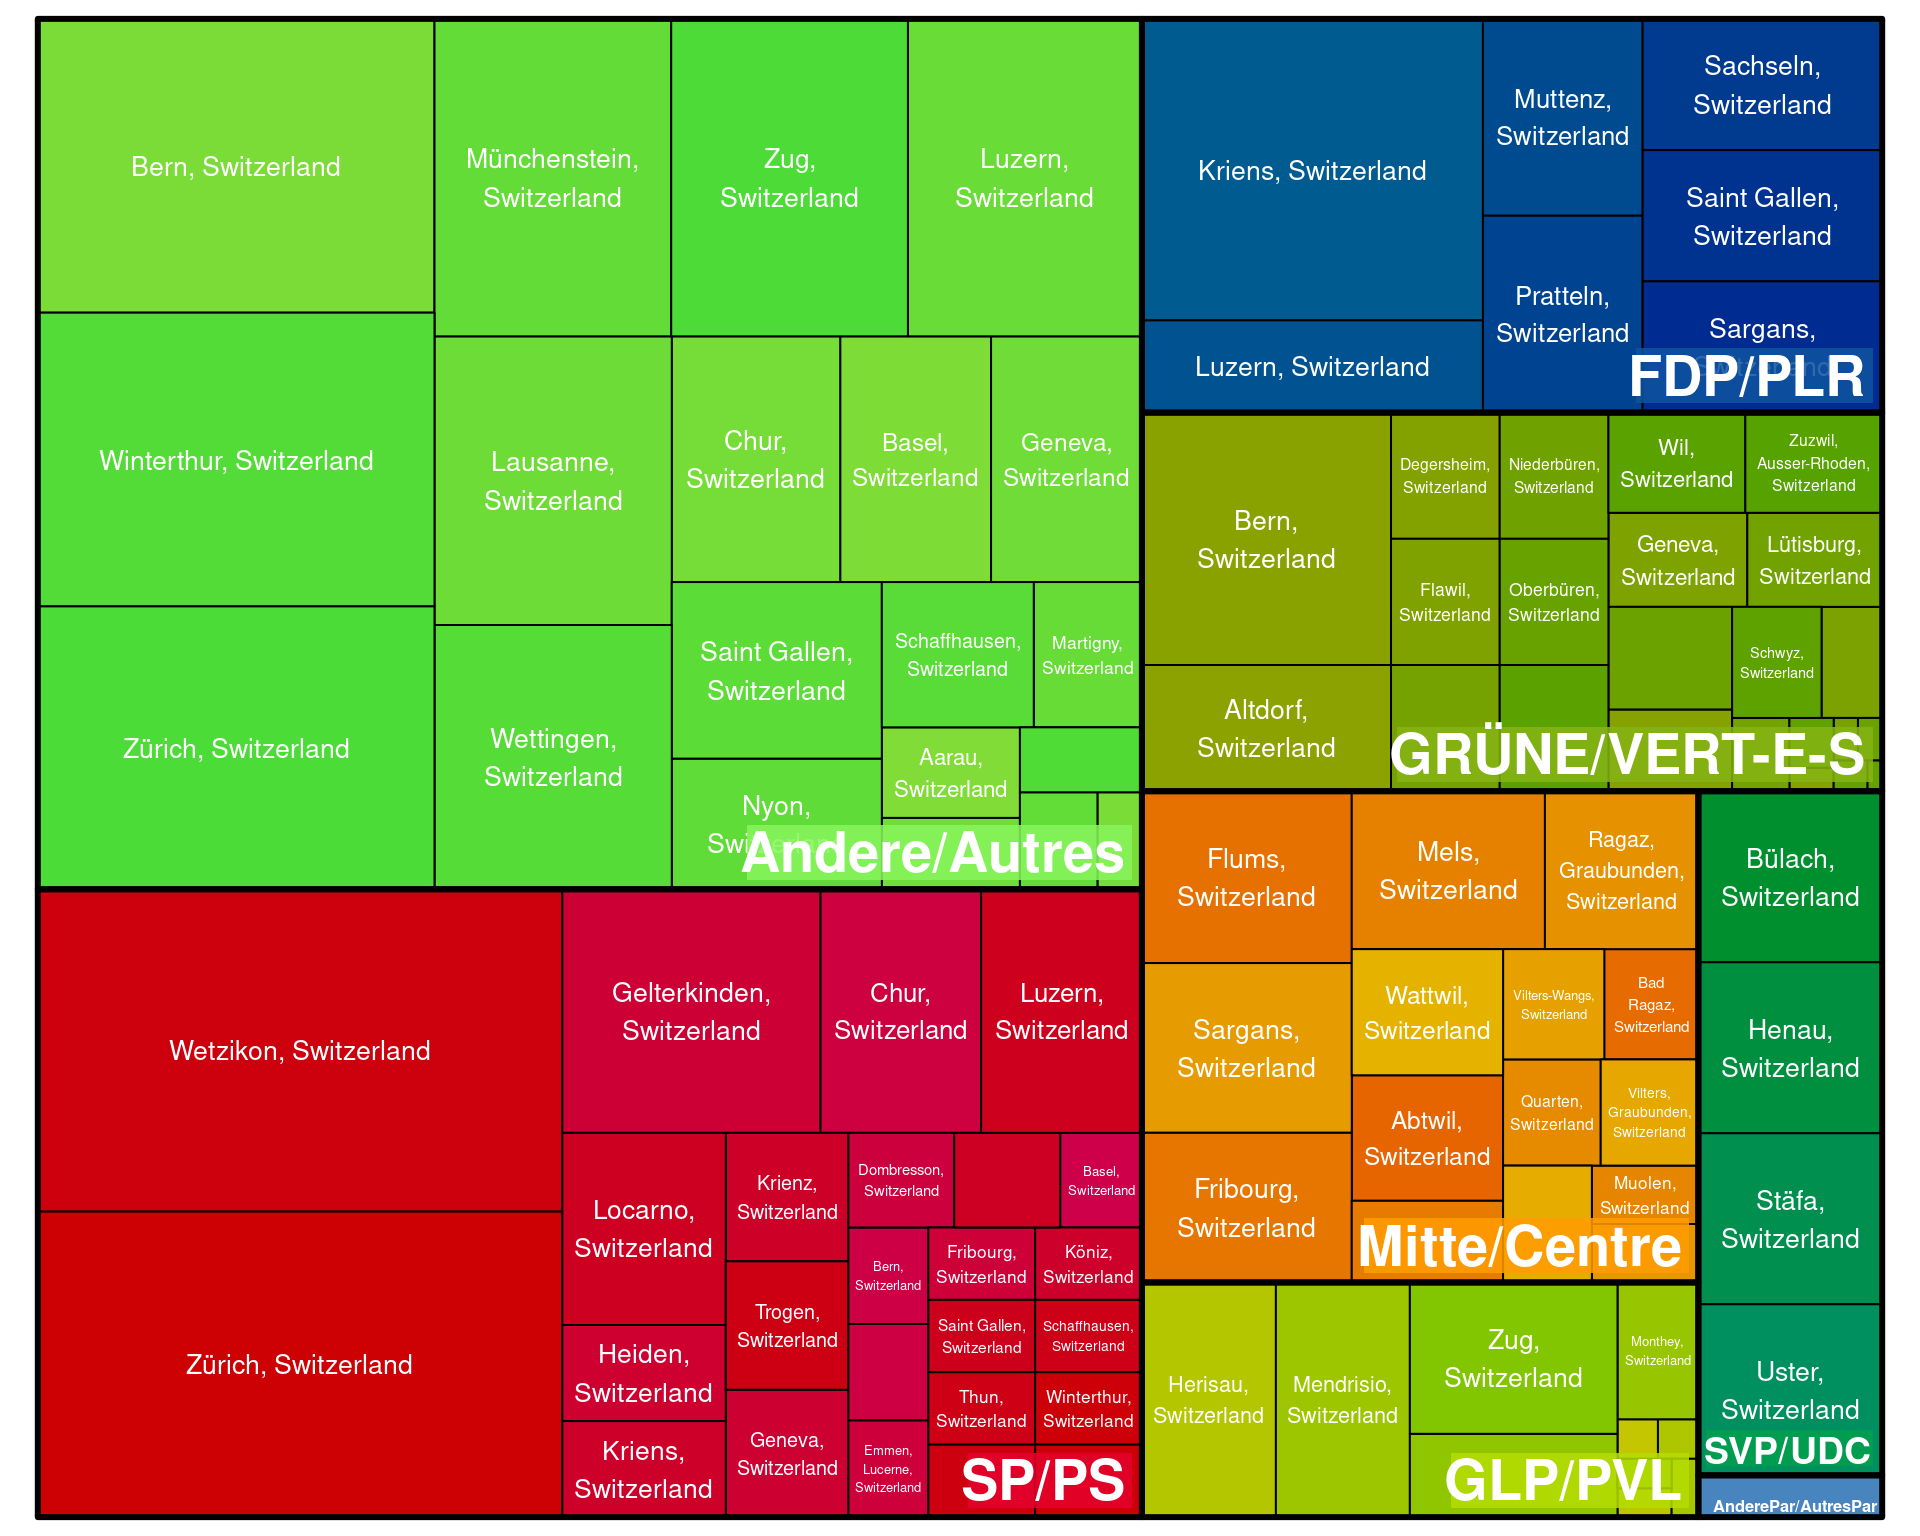 Bern, Switzerland
Münchenstein,
Switzerland
Zug,
Switzerland
Luzern,
Switzerland
Winterthur, Switzerland
Lausanne,
Switzerland
Chur,
Switzerland
Basel,
Switzerland
Geneva,
Switzerland
Zürich, Switzerland
Wettingen,
Switzerland
Saint Gallen,
Switzerland
Schaffhausen,
Switzerland
Martigny,
Switzerland
Aarau,
Switzerland
Nyon,
Switzerland
Andere/Autres
Kriens, Switzerland
Muttenz,
Switzerland
Sachseln,
Switzerland
Saint Gallen,
Switzerland
Luzern, Switzerland
Pratteln,
Switzerland
Sargans,
Switzerland
FDP/PLR
Bern,
Switzerland
Degersheim,
Switzerland
Niederbüren,
Switzerland
Wil,
Switzerland
Zuzwil,
Ausser-Rhoden,
Switzerland
Geneva,
Switzerland
Lütisburg,
Switzerland
Flawil,
Switzerland
Oberbüren,
Switzerland
Schwyz,
Switzerland
Altdorf,
Switzerland
GRÜNE/VERT-E-S
Wetzikon, Switzerland
Gelterkinden,
Switzerland
Chur,
Switzerland
Luzern,
Switzerland
Zürich, Switzerland
Locarno,
Switzerland
Krienz,
Switzerland
Dombresson,
Switzerland
Basel,
Switzerland
Trogen,
Switzerland
Bern,
Switzerland
Fribourg,
Switzerland
Köniz,
Switzerland
Saint Gallen,
Switzerland
Schaffhausen,
Switzerland
Heiden,
Switzerland
Thun,
Switzerland
Winterthur,
Switzerland
Kriens,
Switzerland
Geneva,
Switzerland
Emmen,
Lucerne,
Switzerland
SP/PS
Flums,
Switzerland
Mels,
Switzerland
Ragaz,
Graubunden,
Switzerland
Sargans,
Switzerland
Wattwil,
Switzerland
Vilters-Wangs,
Switzerland
Bad
Ragaz,
Switzerland
Abtwil,
Switzerland
Quarten,
Switzerland
Vilters,
Graubunden,
Switzerland
Fribourg,
Switzerland
Muolen,
Switzerland
Mitte/Centre
Herisau,
Switzerland
Mendrisio,
Switzerland
Zug,
Switzerland
Monthey,
Switzerland
GLP/PVL
Bülach,
Switzerland
Henau,
Switzerland
Stäfa,
Switzerland
Uster,
Switzerland
SVP/UDC
AnderePar/AutresPar